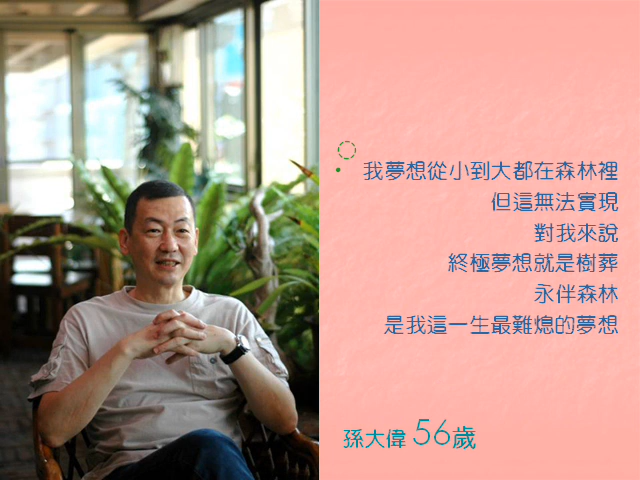 我夢想從小到大都在森林裡
但這無法實現
對我來說
終極夢想就是樹葬
永伴森林
是我這一生最難熄的夢想
孫大偉 56歲